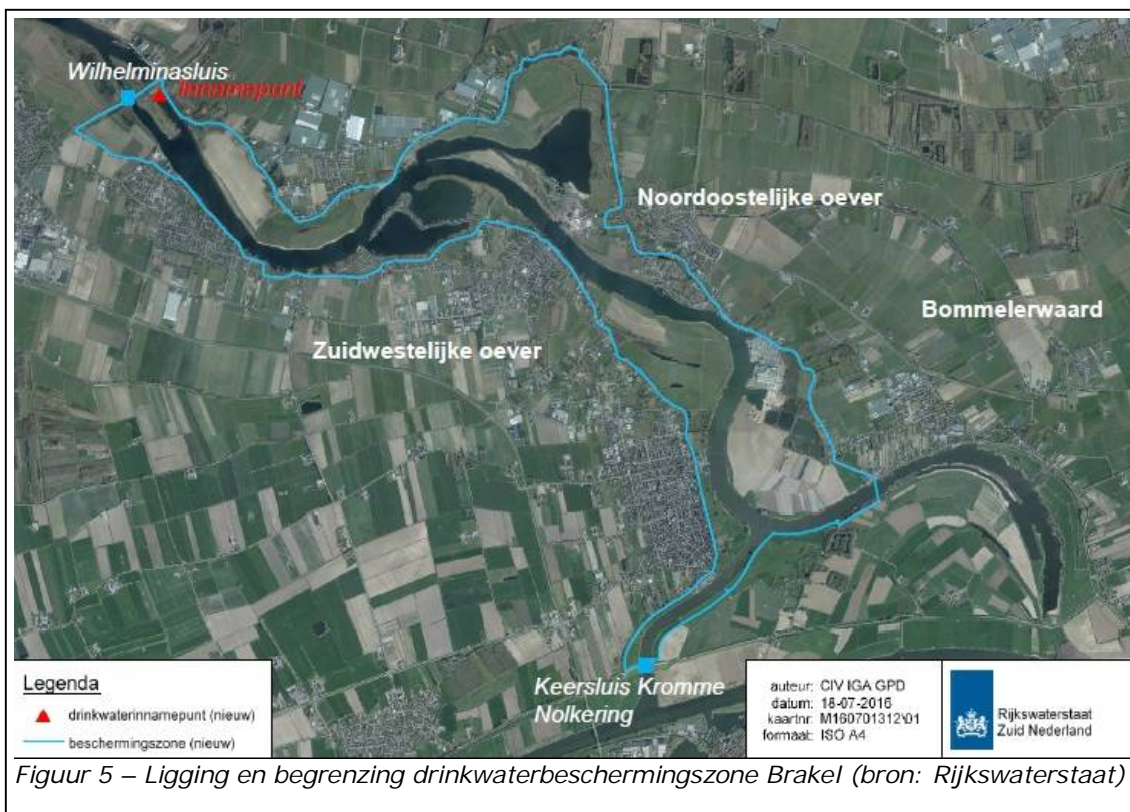 Wilhelminasluis
Innamepunt
Noordoostelijke oever
Bommelerwaard
Zuidwestelijke oever
Keersluis Kromme
Nolkering
Legenda
drinkwaterinnamepunt (nieuw)
beschermingszone (nieuw)
auteur: CIV IGA GPD
datum: 18-07-2016
kaartnr: M160701312\01
formaat: ISO A4
Rijkswaterstaat
Zuid Nederland
Figuur 5 – Ligging en begrenzing drinkwaterbeschermingszone Brakel (bron: Rijkswaterstaat)